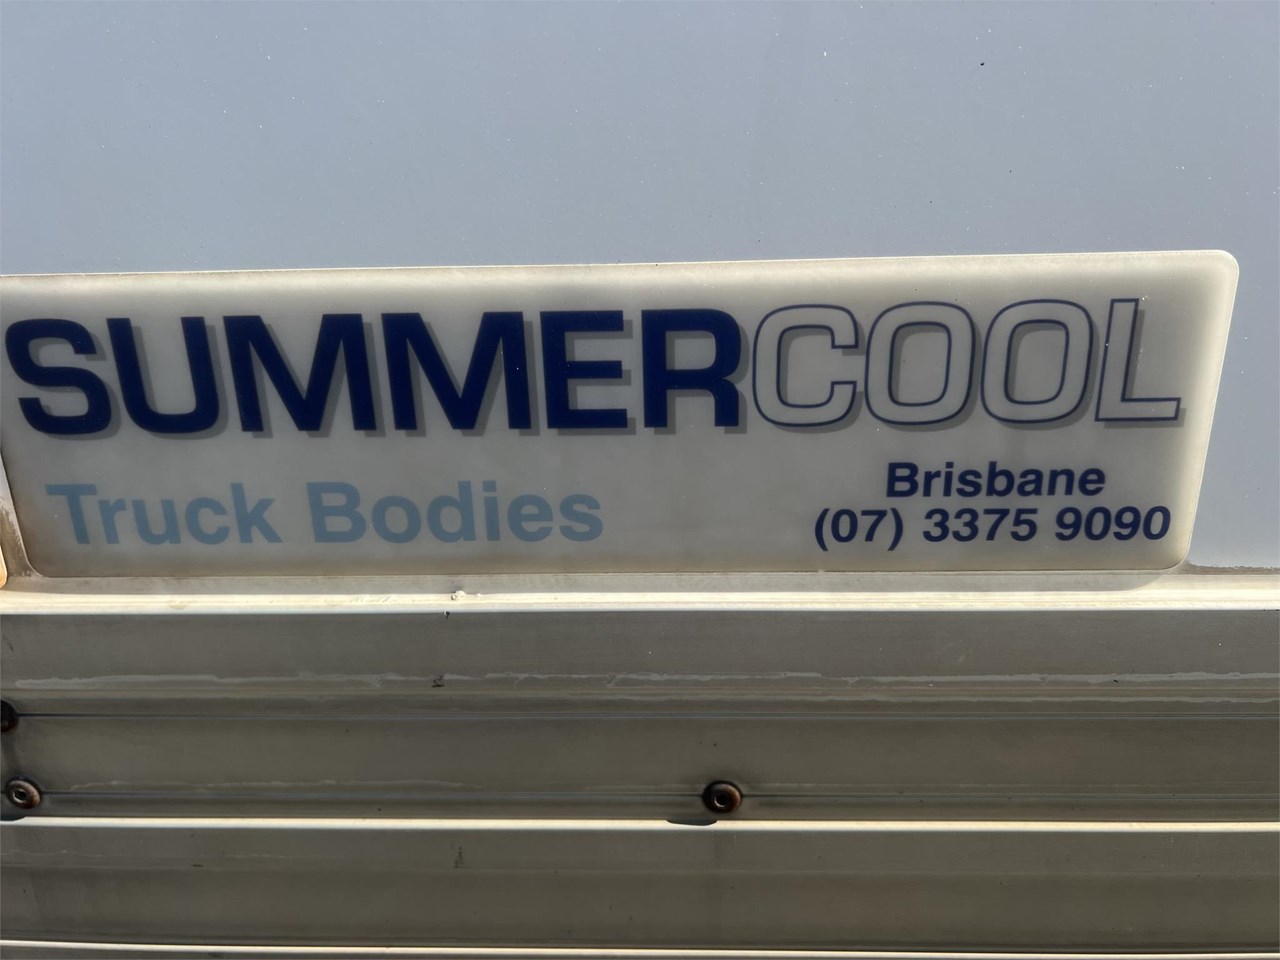 SUMMERCOOL
Truck Bodies
Brisbane
(07) 3375 9090